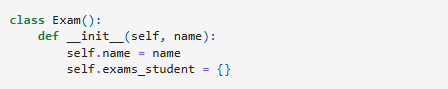 class Exam():
    def __init__(self, name):
        self.name = name
        self.exams_student = {}